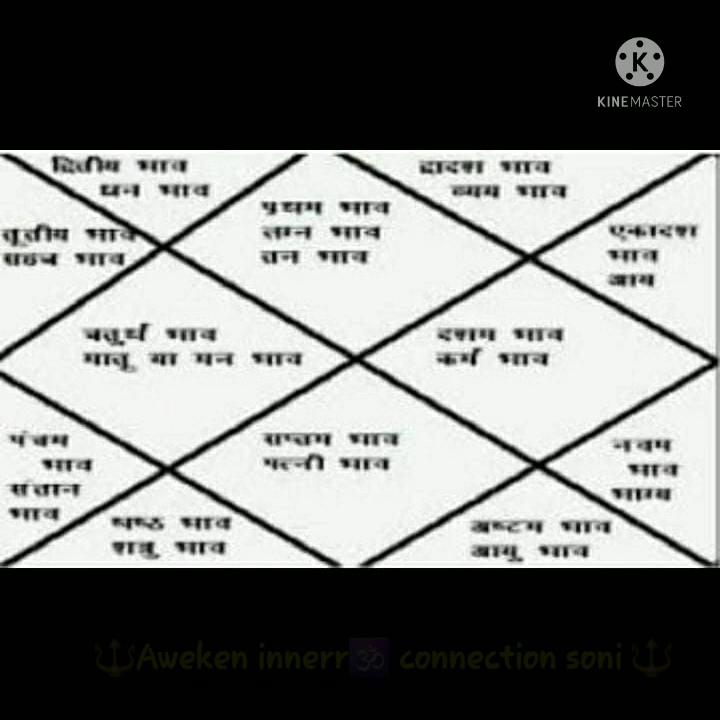 KINEMASTER
द्वितीय भाव
धन भाव
द्वादश भाव
व्यय भाव
प्रथम भाव
लग्न भाव
तन भाव
तृतीय भाव
सहज भाव
एकादश
भाव
आय
चतुर्थ भाव
मातृ या मन भाव
दशम भाव
कर्म भाव
पंचम
भाव
संतान
भाव
सप्तम भाव
पत्नी भाव
नवम
भाव
भाग्य
षष्ठ भाव
शत्रु भाव
अष्टम भाव
आयु भाव
🔱Aweken innerr🕉 connection soni🔱